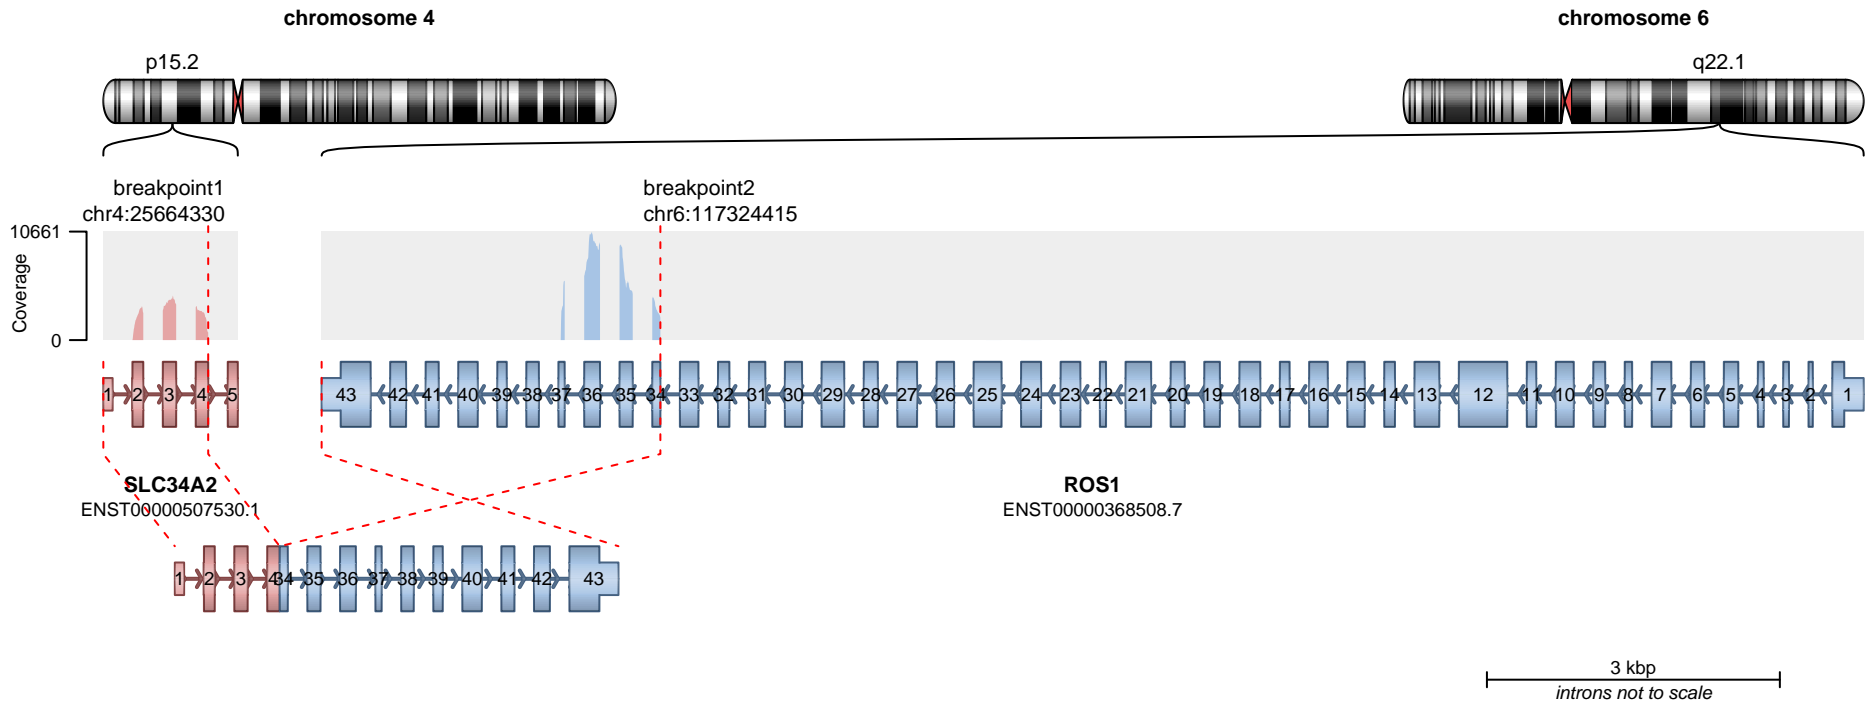 chromosome 4
chromosome 6
p15.2
q22.1
breakpoint1
chr4:25664330
breakpoint2
chr6:117324415
10661
Coverage
0
1 2 3 4 5
43 42 41 40 39 38 37 36 35 34 33 32 31 30 29 28 27 26 25 24 23 22 21 20 19 18 17 16 15 14 13 12 11 10 9 8 7 6 5 4 3 2 1
SLC34A2
ENST00000507530.1
ROS1
ENST00000368508.7
1 2 3 4 34 35 36 37 38 39 40 41 42 43
3 kbp
introns not to scale